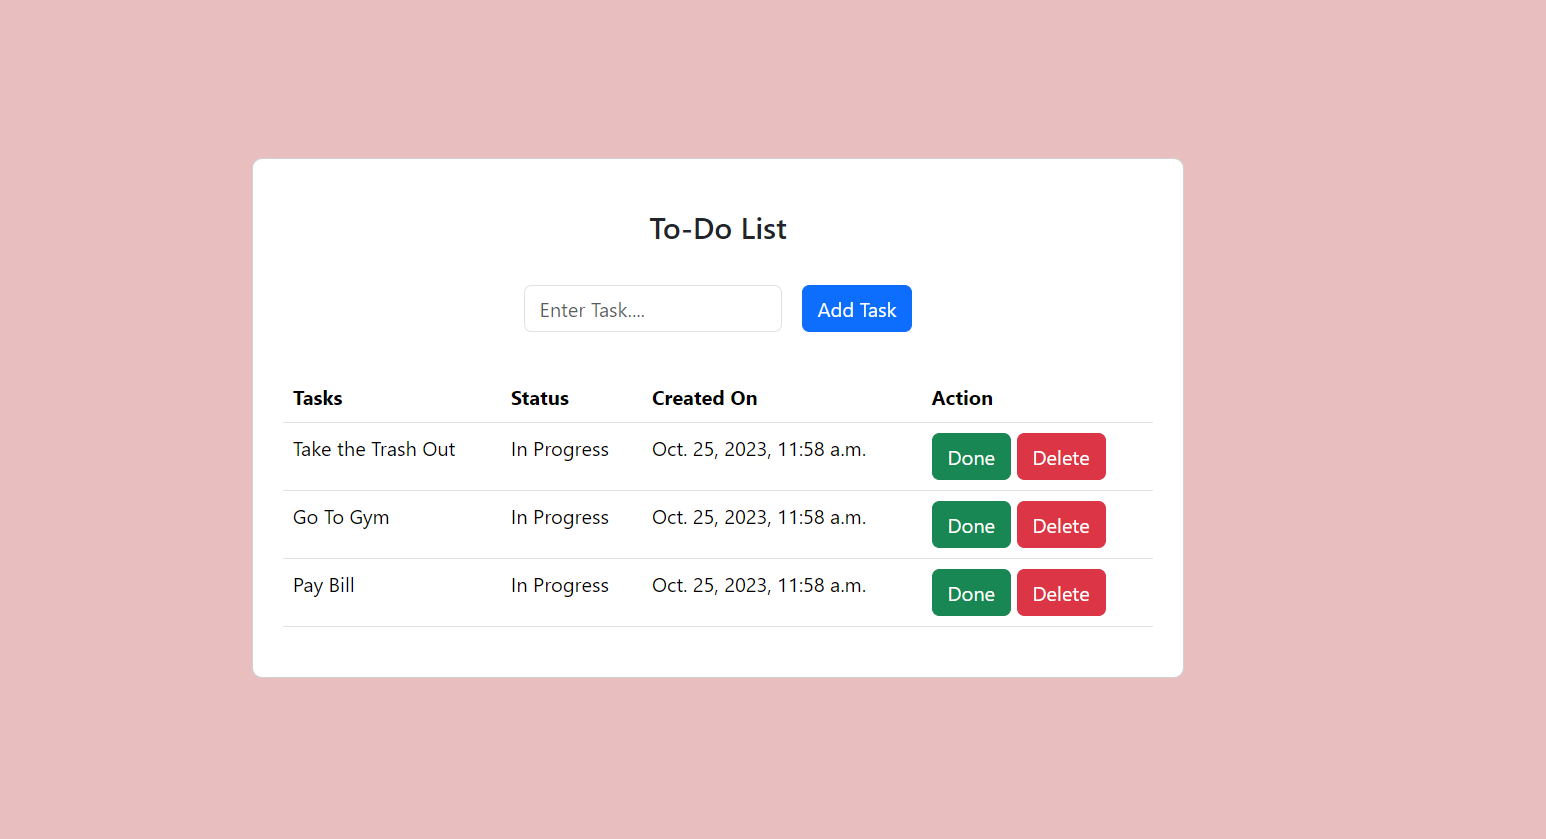 To-Do List
Enter Task.... Add Task
Tasks Status Created On Action
Take the Trash Out In Progress Oct. 25, 2023, 11:58 a.m. Done Delete
Go To Gym In Progress Oct. 25, 2023, 11:58 a.m. Done Delete
Pay Bill In Progress Oct. 25, 2023, 11:58 a.m. Done Delete